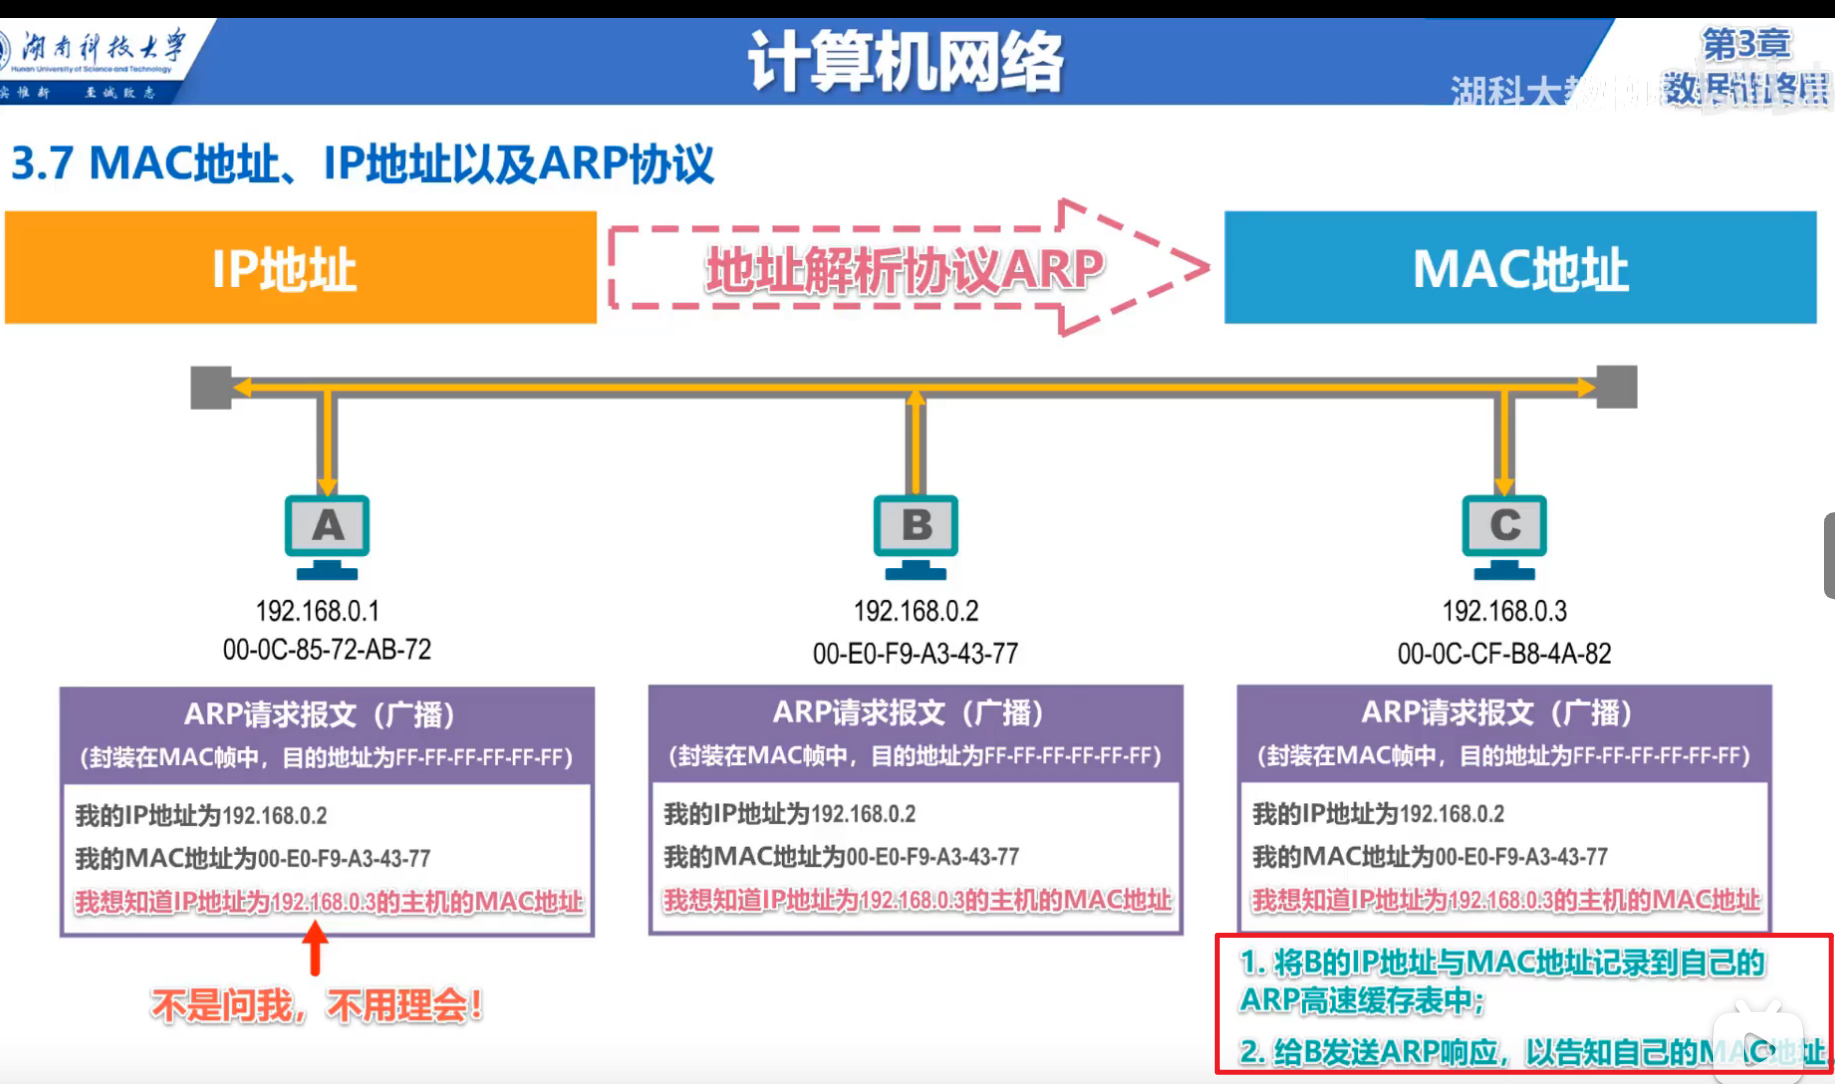 湖南科技大学
Hunan University of Science and Technology
实惟新 至诚致志
计算机网络
第3章
数据链路层
湖科大教书匠
3.7 MAC地址、IP地址以及ARP协议
IP地址
地址解析协议ARP
MAC地址
A
B
C
192.168.0.1
00-0C-85-72-AB-72
192.168.0.2
00-E0-F9-A3-43-77
192.168.0.3
00-0C-CF-B8-4A-82
ARP请求报文（广播）
(封装在MAC帧中，目的地址为FF-FF-FF-FF-FF-FF)
我的IP地址为192.168.0.2
我的MAC地址为00-E0-F9-A3-43-77
我想知道IP地址为192.168.0.3的主机的MAC地址
不是问我，不用理会！
ARP请求报文（广播）
(封装在MAC帧中，目的地址为FF-FF-FF-FF-FF-FF)
我的IP地址为192.168.0.2
我的MAC地址为00-E0-F9-A3-43-77
我想知道IP地址为192.168.0.3的主机的MAC地址
ARP请求报文（广播）
(封装在MAC帧中，目的地址为FF-FF-FF-FF-FF-FF)
我的IP地址为192.168.0.2
我的MAC地址为00-E0-F9-A3-43-77
我想知道IP地址为192.168.0.3的主机的MAC地址
1. 将B的IP地址与MAC地址记录到自己的
ARP高速缓存表中；
2. 给B发送ARP响应，以告知自己的MAC地址。